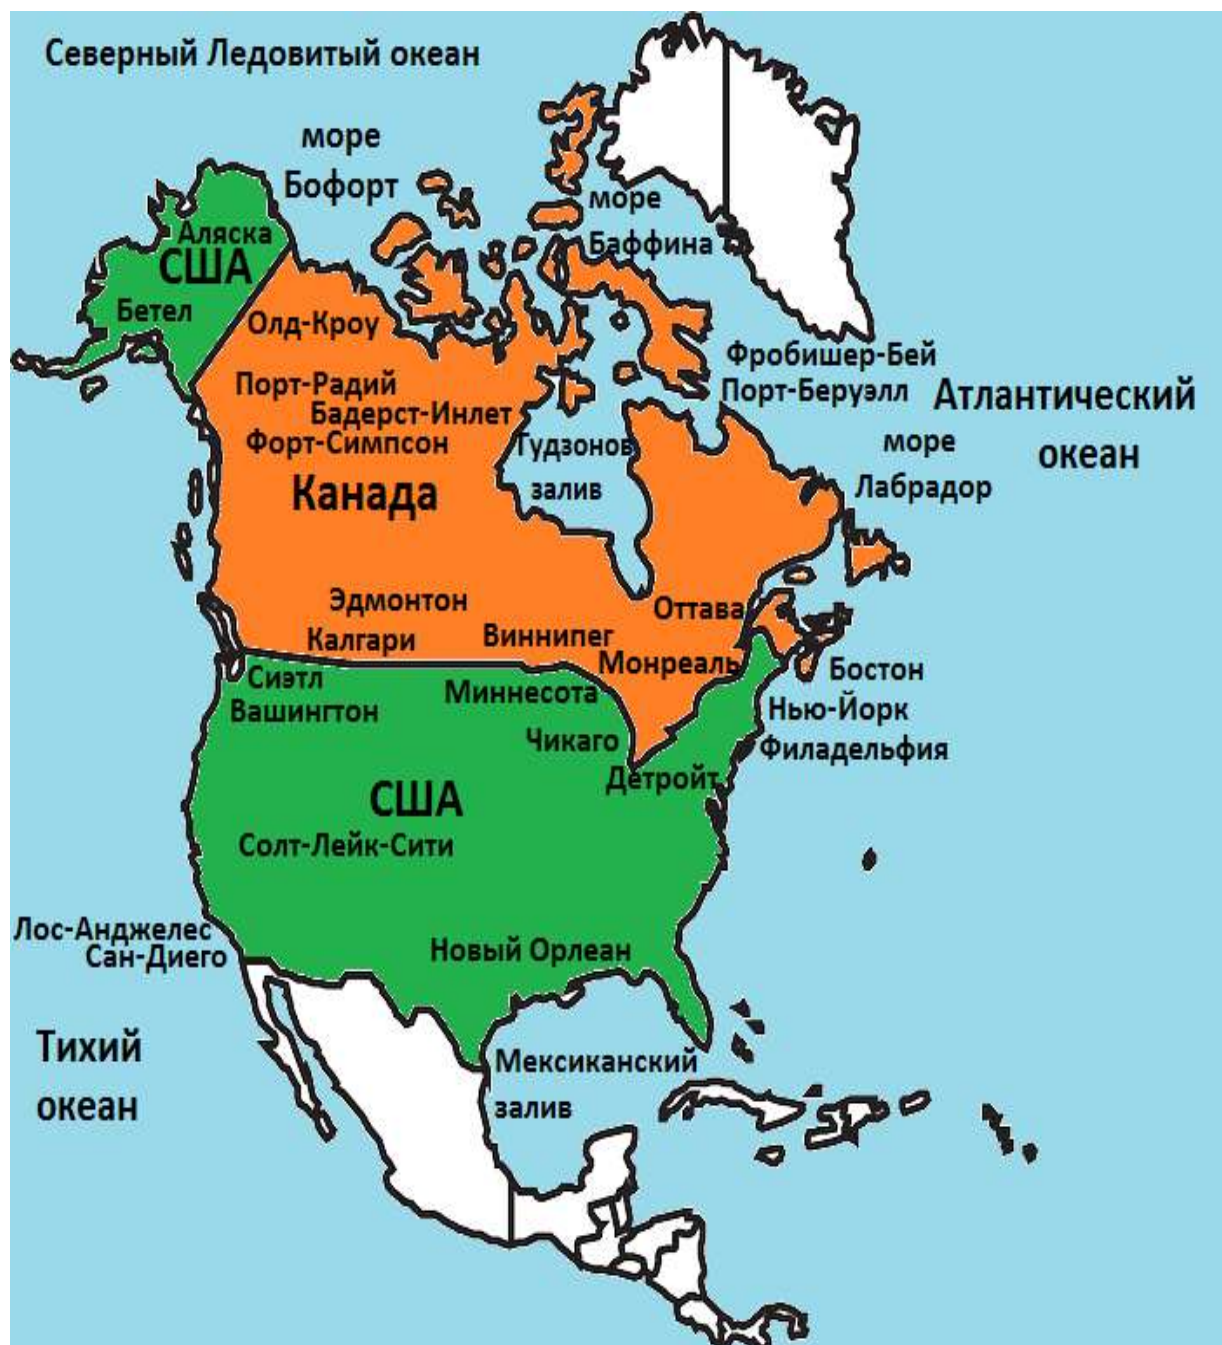 Северный Ледовитый океан
море
Бофорт
море
Баффина
Аляска
США
Бетел
Олд-Кроу
Фробишер-Бей
Порт-Радий
Порт-Беруэлл
Атлантический
океан
Бадерст-Инлет
Форт-Симпсон
Гудзонов
залив
море
Лабрадор
Канада
Эдмонтон
Оттава
Калгари
Виннипег
Монреаль
Бостон
Сиэтл
Миннесота
Вашингтон
Нью-Йорк
Чикаго
Филадельфия
Детройт
США
Солт-Лейк-Сити
Лос-Анджелес
Сан-Диего
Новый Орлеан
Тихий
океан
Мексиканский
залив